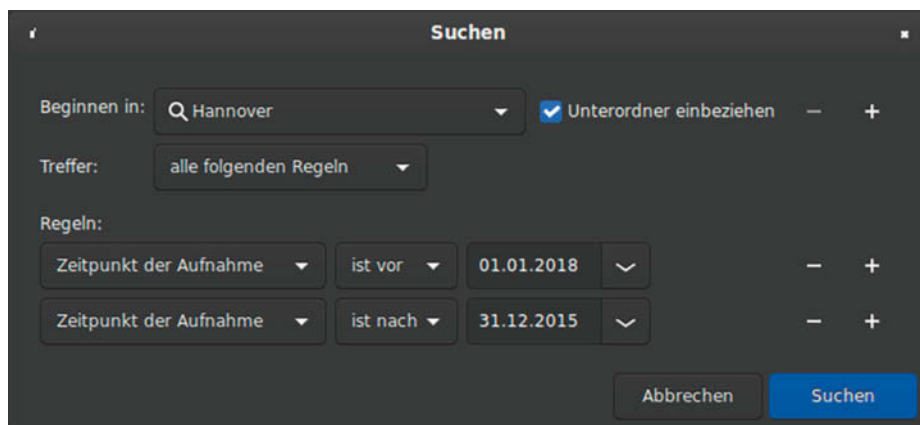 Suchen
Beginnen in: Hannover Unterordner einbeziehen − +
Treffer: alle folgenden Regeln
Regeln:
Zeitpunkt der Aufnahme ist vor 01.01.2018 − +
Zeitpunkt der Aufnahme ist nach 31.12.2015 − +
Abbrechen Suchen